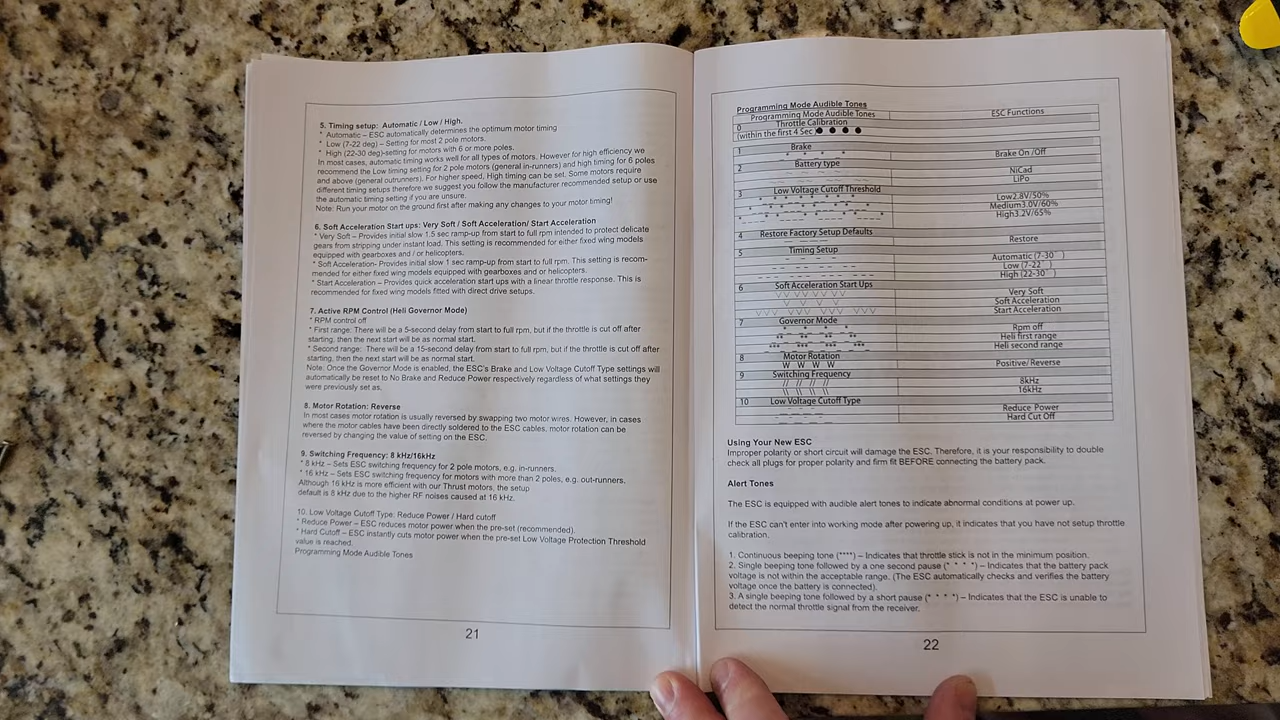 5. Timing setup: Automatic / Low / High.
* Automatic – ESC automatically determines the optimum motor timing
* Low (7-22 deg) – Setting for most 2 pole motors.
* High (22-30 deg)-setting for motors with 6 or more poles.
In most cases, automatic timing works well for all types of motors. However for high efficiency we
recommend the Low timing setting for 2 pole motors (general in-runners) and high timing for 6 poles
and above (general outrunners). For higher speed, High timing can be set. Some motors require
different timing setups therefore we suggest you follow the manufacturer recommended setup or use
the automatic timing setting if you are unsure.
Note: Run your motor on the ground first after making any changes to your motor timing!
6. Soft Acceleration Start ups: Very Soft / Soft Acceleration/ Start Acceleration
* Very Soft – Provides initial slow 1.5 sec ramp-up from start to full rpm intended to protect delicate
gears from stripping under instant load. This setting is recommended for either fixed wing models
equipped with gearboxes and / or helicopters.
* Soft Acceleration- Provides initial slow 1 sec ramp-up from start to full rpm. This setting is recom-
mended for either fixed wing models equipped with gearboxes or helicopters.
* Start Acceleration – Provides quick acceleration start ups with a linear throttle response. This is
recommended for fixed wing models fitted with direct drive setups.
7. Active RPM Control (Heli Governor Mode)
* RPM control off
* First range: There will be a 5-second delay from start to full rpm, but if the throttle is cut off after
starting, then the next start will be as normal start.
* Second range: There will be a 15-second delay from start to full rpm, but if the throttle is cut off after
starting, then the next start will be as normal start.
Note: Once the Governor Mode is enabled, the ESC's Brake and Low Voltage Cutoff Type settings will
automatically be reset to No Brake and Reduce Power respectively regardless of what settings they
were previously set as.
8. Motor Rotation: Reverse
In most cases motor rotation is usually reversed by swapping two motor wires. However, in cases
where the motor cables have been directly soldered to the ESC cables, motor rotation can be
reversed by changing the value of setting on the ESC.
9. Switching Frequency: 8 kHz/16kHz
* 8 kHz – Sets ESC switching frequency for 2 pole motors, e.g. in-runners.
* 16 kHz – Sets ESC switching frequency for motors with more than 2 poles, e.g. out-runners.
Although 16 kHz is more efficient with our Thrust motors, the setup
default is 8 kHz due to the higher RF noises caused at 16 kHz.
10. Low Voltage Cutoff Type: Reduce Power / Hard cutoff
* Reduce Power – ESC reduces motor power when the pre-set (recommended).
* Hard Cutoff – ESC instantly cuts motor power when the pre-set Low Voltage Protection Threshold
value is reached.
Programming Mode Audible Tones
21
Programming Mode Audible Tones
Programming Mode Audible Tones ESC Functions
0 Throttle Calibration
(within the first 4 Sec) ● ● ● ●
1 Brake
* * * * Brake On /Off
2 Battery type
NiCad
LiPo
3 Low Voltage Cutoff Threshold
Low2.8V/50%
Medium3.0V/60%
High3.2V/65%
4 Restore Factory Setup Defaults
Restore
5 Timing Setup
Automatic (7-30°)
Low (7-22°)
High (22-30°)
6 Soft Acceleration Start Ups
V V V V V V V Very Soft
V V V V Soft Acceleration
VVV VVV VVV VVV Start Acceleration
7 Governor Mode
Rpm off
Heli first range
Heli second range
8 Motor Rotation
W W W W Positive/ Reverse
9 Switching Frequency
// // // // 8kHz
\\ \\ \\ \\ 16kHz
10 Low Voltage Cutoff Type
Reduce Power
Hard Cut Off
Using Your New ESC
Improper polarity or short circuit will damage the ESC. Therefore, it is your responsibility to double
check all plugs for proper polarity and firm fit BEFORE connecting the battery pack.
Alert Tones
The ESC is equipped with audible alert tones to indicate abnormal conditions at power up.
If the ESC can't enter into working mode after powering up, it indicates that you have not setup throttle
calibration.
1. Continuous beeping tone (****) – Indicates that throttle stick is not in the minimum position.
2. Single beeping tone followed by a one second pause (* * * *) – Indicates that the battery pack
voltage is not within the acceptable range. (The ESC automatically checks and verifies the battery
voltage once the battery is connected).
3. A single beeping tone followed by a short pause (* * * *) – Indicates that the ESC is unable to
detect the normal throttle signal from the receiver.
22